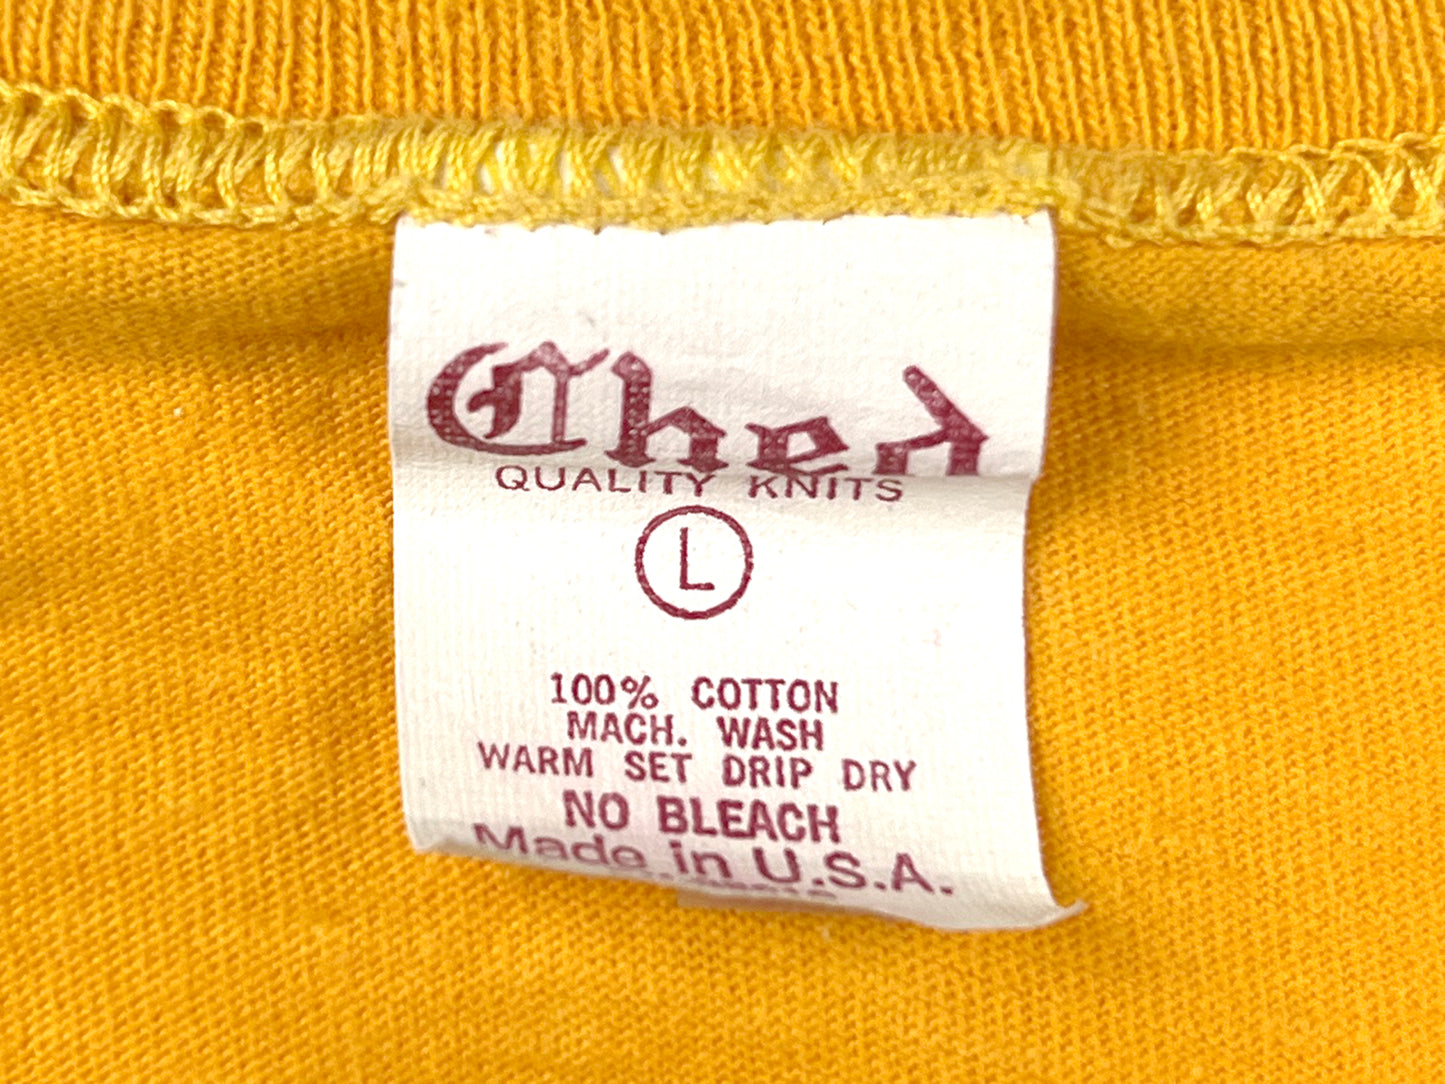 Ched
QUALITY KNITS
L
100% COTTON
MACH. WASH
WARM SET DRIP DRY
NO BLEACH
Made in U.S.A.